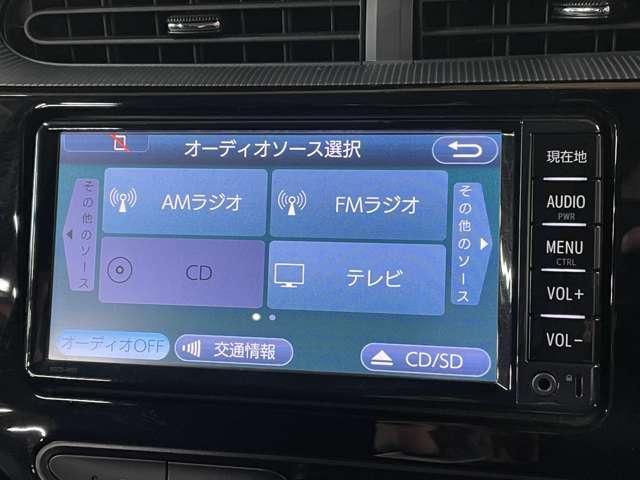 オーディオソース選択
現在地
その他のソース
AMラジオ
FMラジオ
その他のソース
AUDIO
PWR
CD
テレビ
MENU
CTRL
VOL+
オーディオOFF
交通情報
CD/SD
VOL-